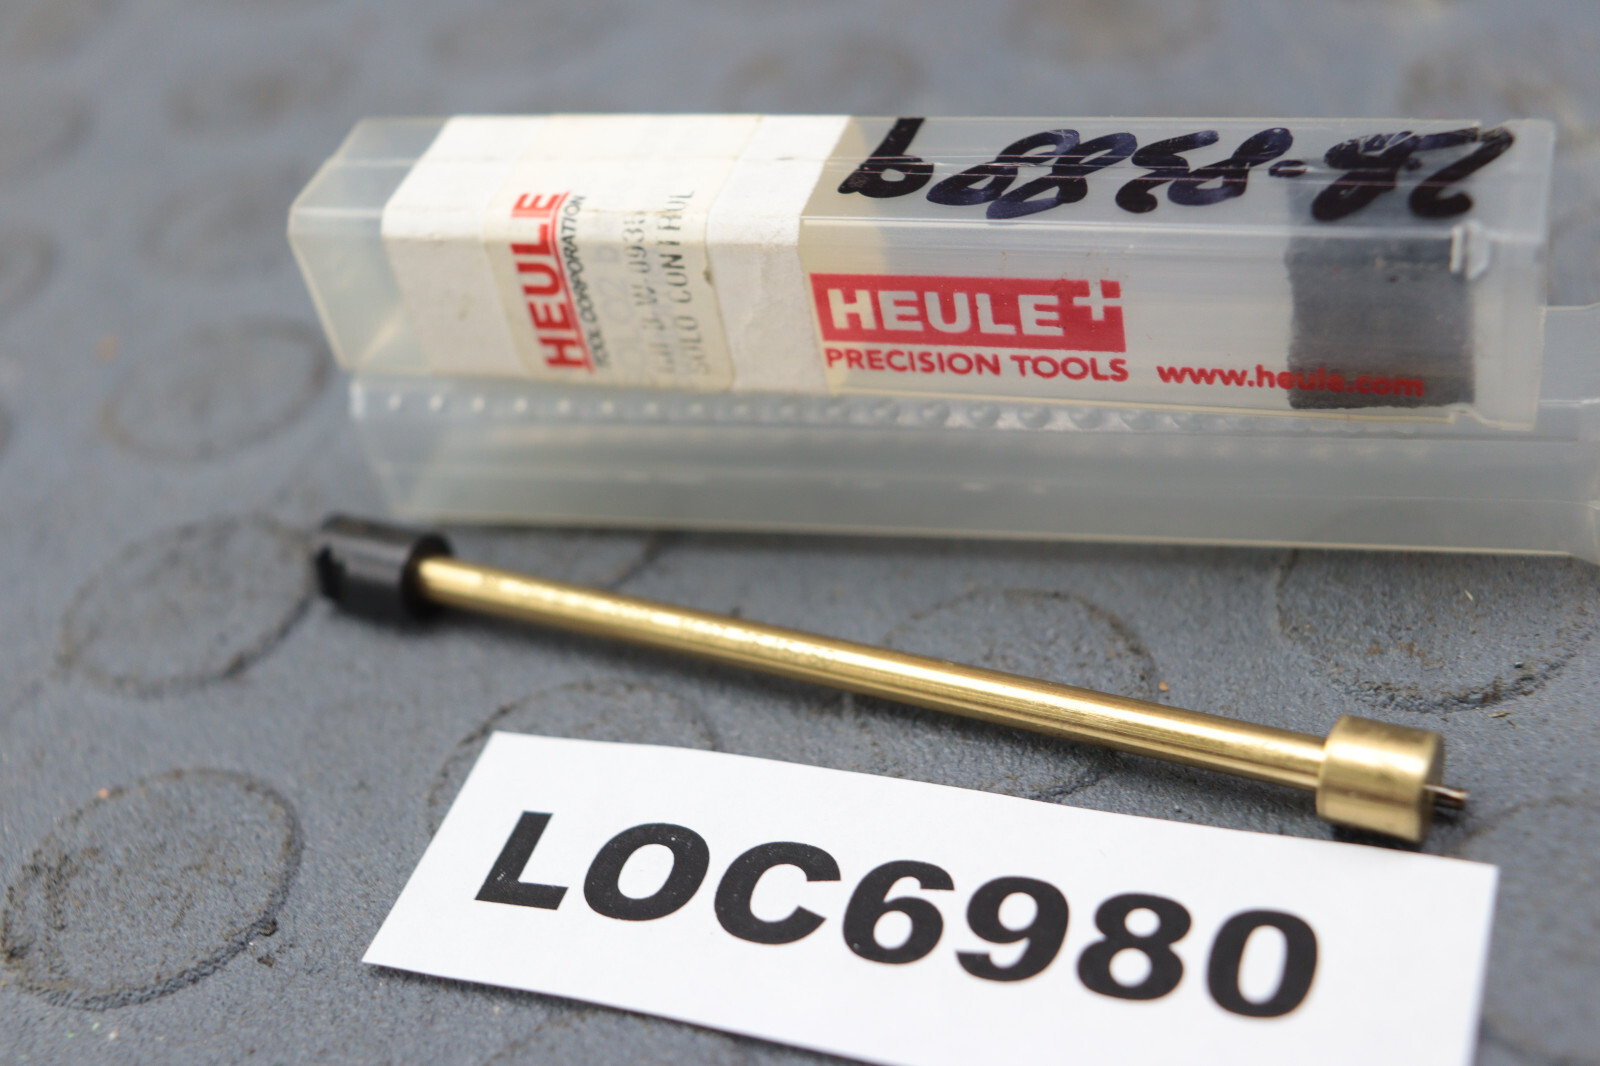 HEULE
TOOL CORPORATION
SOLO CONTROL
HEULE+
PRECISION TOOLS
www.heule.com
LOC6980